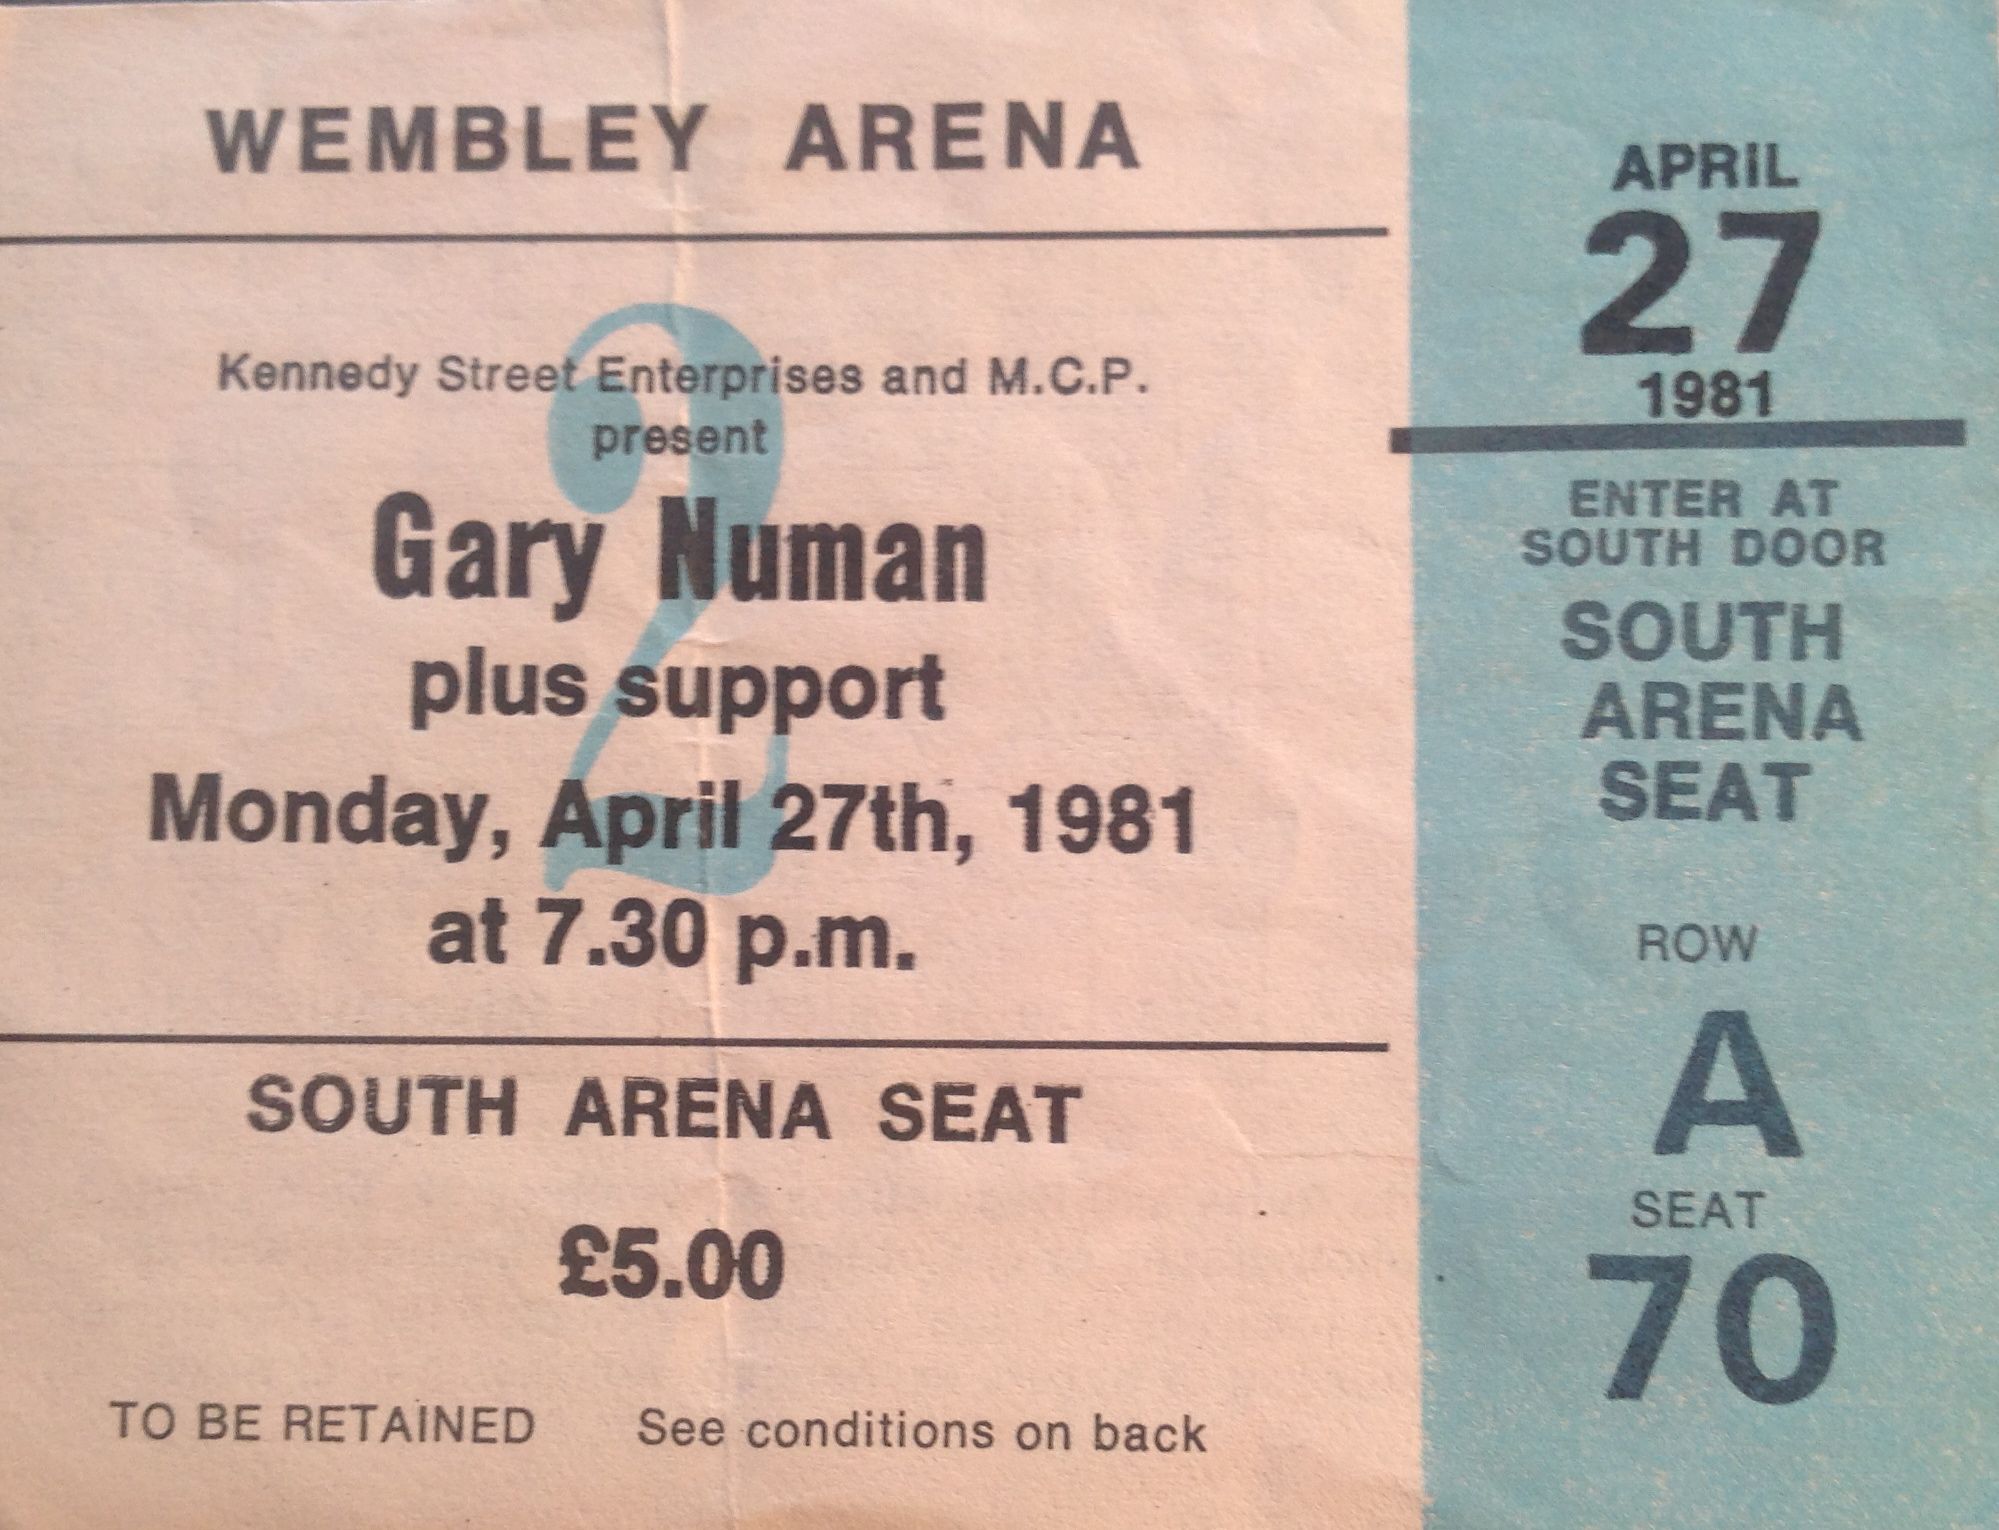 WEMBLEY ARENA
Kennedy Street Enterprises and M.C.P.
present
2
Gary Numan
plus support
Monday, April 27th, 1981
at 7.30 p.m.
SOUTH ARENA SEAT
£5.00
TO BE RETAINED See conditions on back
APRIL
27
1981
ENTER AT
SOUTH DOOR
SOUTH
ARENA
SEAT
ROW
A
SEAT
70